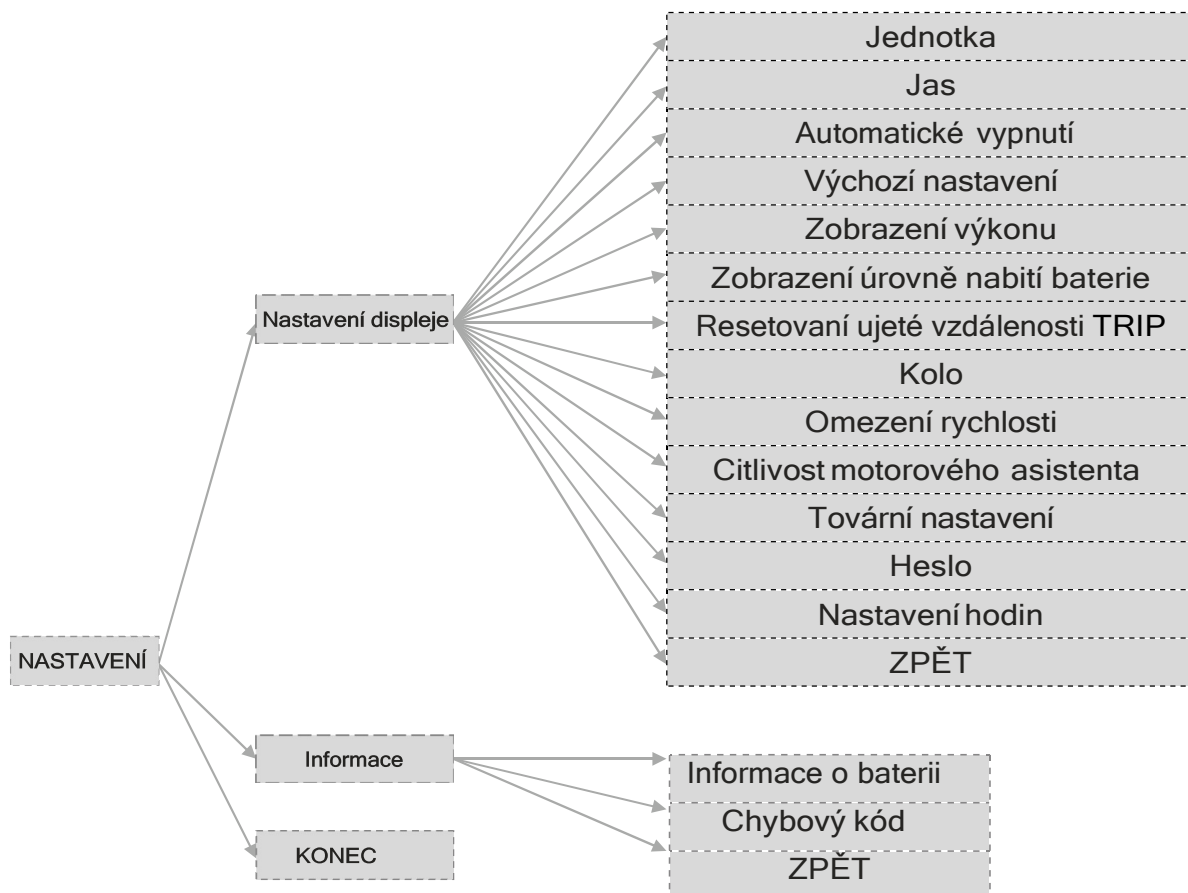 Jednotka
Jas
Automatické vypnutí
Výchozí nastavení
Zobrazení výkonu
Zobrazení úrovně nabití baterie
Nastavení displeje
Resetovaní ujeté vzdálenosti TRIP
Kolo
Omezení rychlosti
Citlivost motorového asistenta
Tovární nastavení
Heslo
Nastavení hodin
NASTAVENÍ
ZPĚT
Informace
Informace o baterii
Chybový kód
KONEC
ZPĚT